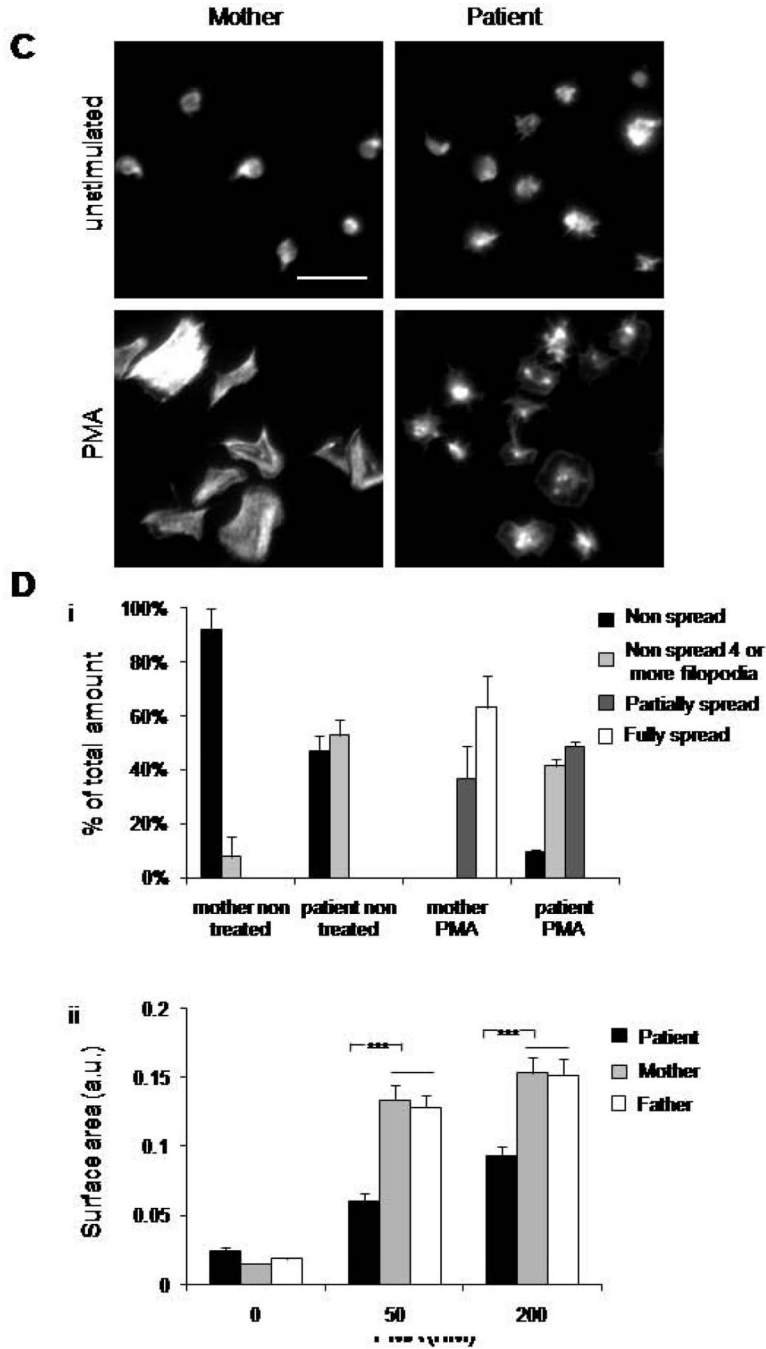 Mother Patient
C
unstimulated
PMA
D
i
% of total amount
100%
80%
60%
40%
20%
0%
mother non treated
patient non treated
mother PMA
patient PMA
Non spread
Non spread 4 or
more filopodia
Partially spread
Fully spread
ii
Surface area (a.u.)
0.2
0.15
0.1
0.05
0
***
***
Patient
Mother
Father
0 50 200